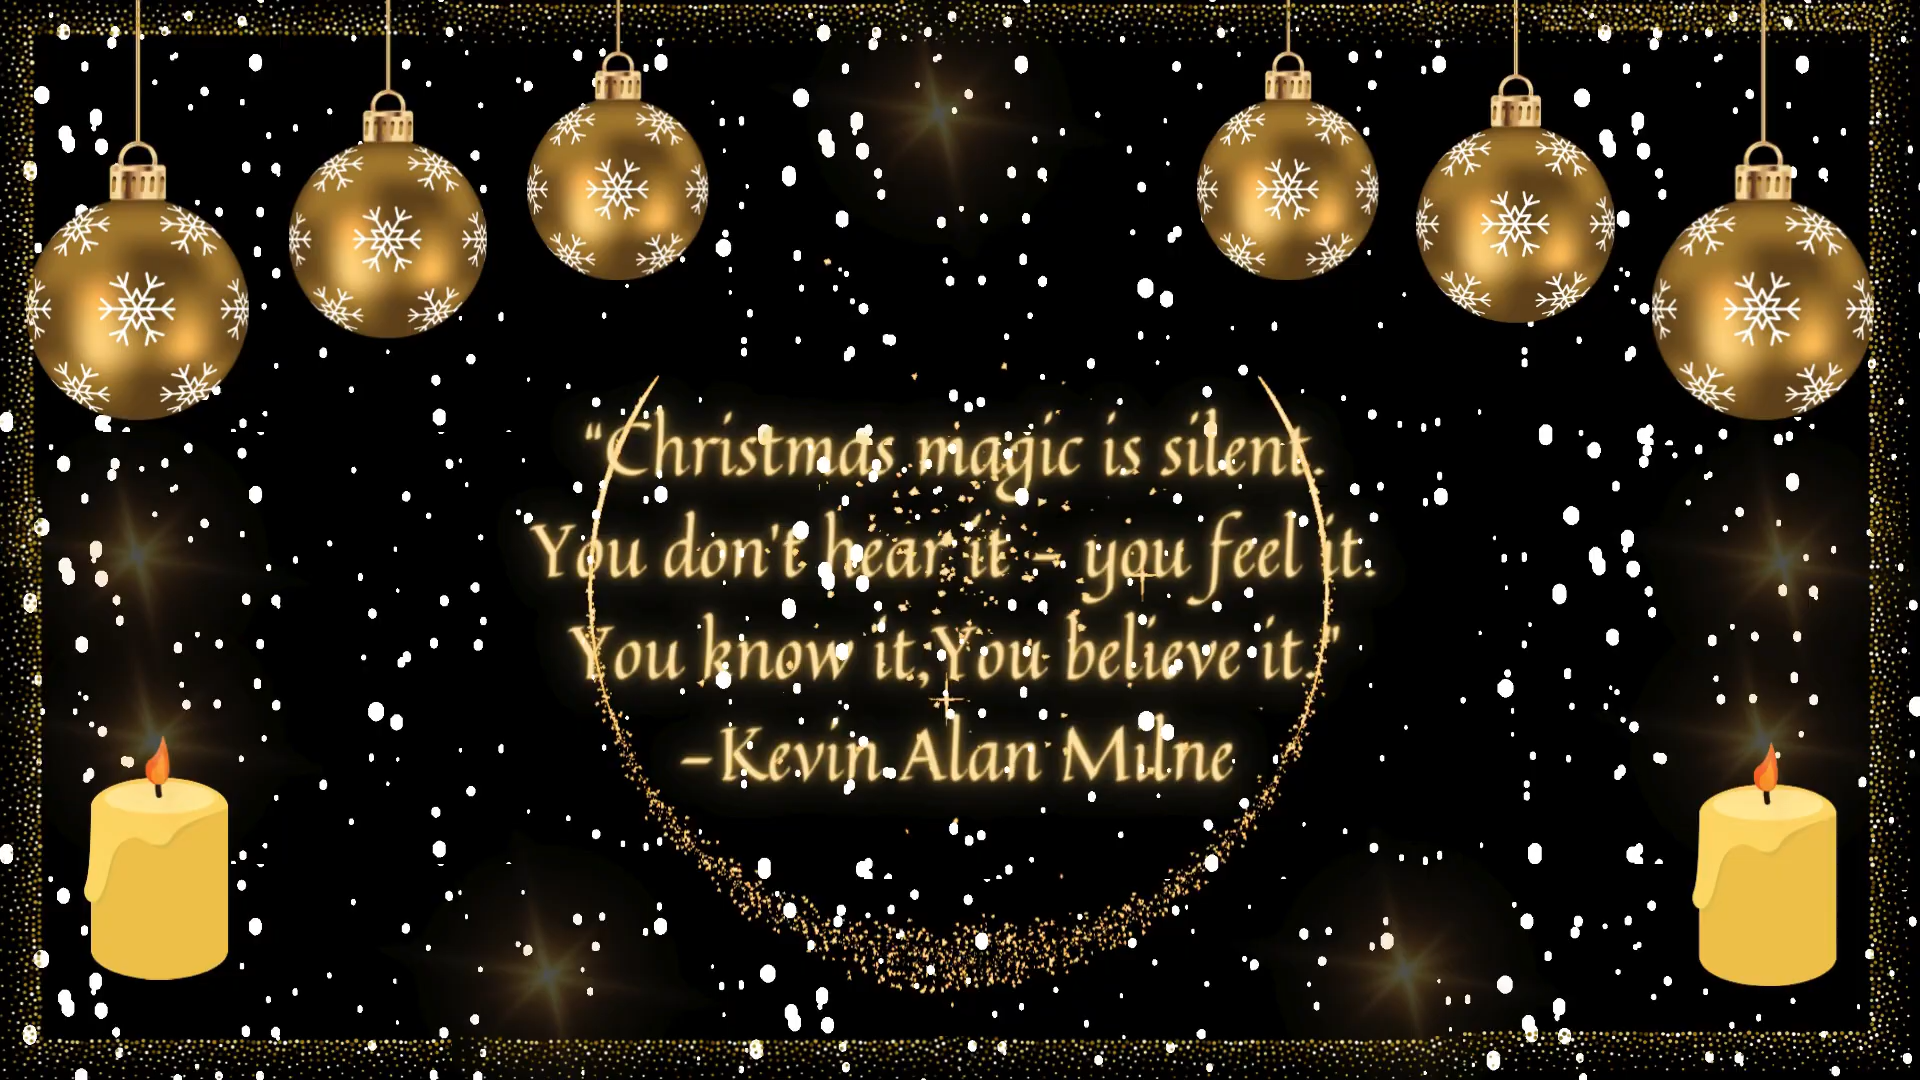 “Christmas magic is silent.
You don't hear it – you feel it.
You know it,You believe it."
–Kevin Alan Milne